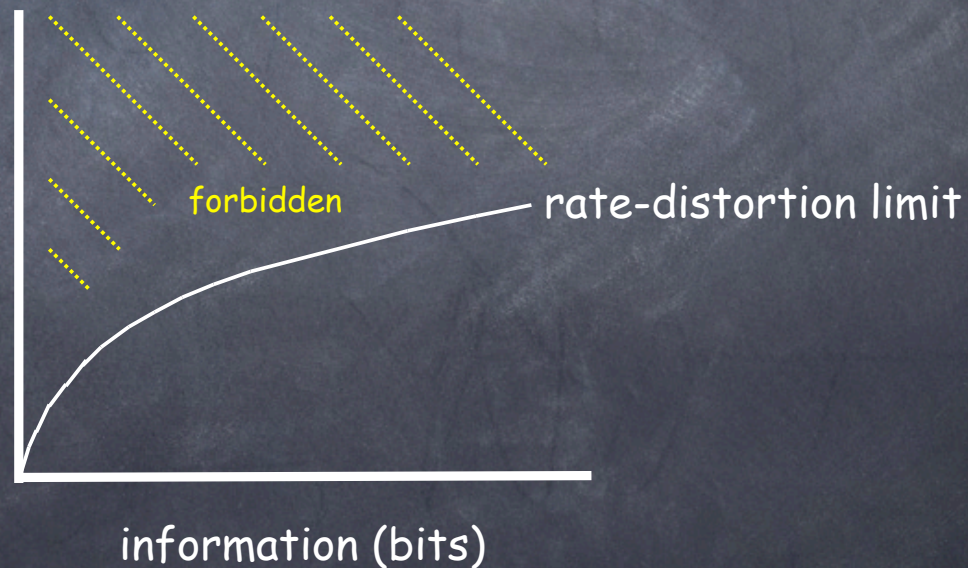 forbidden
rate-distortion limit
information (bits)